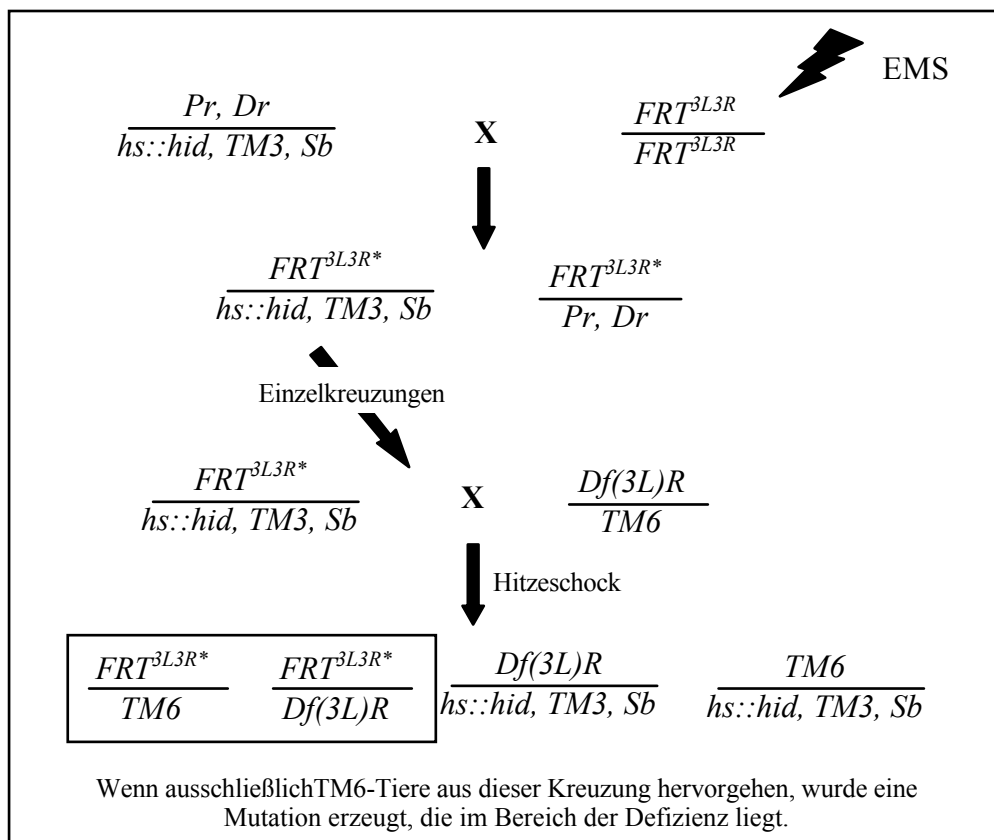 EMS
Pr, Dr
hs::hid, TM3, Sb
X
FRT3L3R
FRT3L3R
FRT3L3R*
hs::hid, TM3, Sb
FRT3L3R*
Pr, Dr
Einzelkreuzungen
FRT3L3R*
hs::hid, TM3, Sb
X
Df(3L)R
TM6
Hitzeschock
FRT3L3R*
TM6
FRT3L3R*
Df(3L)R
Df(3L)R
hs::hid, TM3, Sb
TM6
hs::hid, TM3, Sb
Wenn ausschließlichTM6-Tiere aus dieser Kreuzung hervorgehen, wurde eine
Mutation erzeugt, die im Bereich der Defizienz liegt.